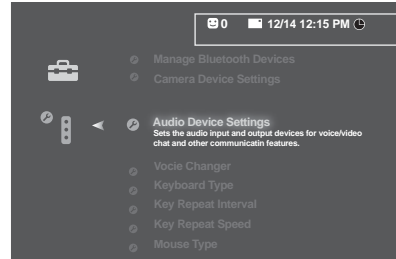 0 12/14 12:15 PM
Manage Bluetooth Devices
Camera Device Settings
Audio Device Settings
Sets the audio input and output devices for voice/video
chat and other communicatin features.
Vocie Changer
Keyboard Type
Key Repeat Interval
Key Repeat Speed
Mouse Type